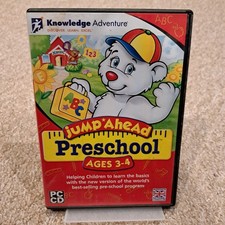 Knowledge Adventure
ABC
123
ABC
Jump Ahead
Preschool
AGES 3-4
Helping Children to learn the basics
with the new version of the world's
best-selling pre-school program
PC
CD